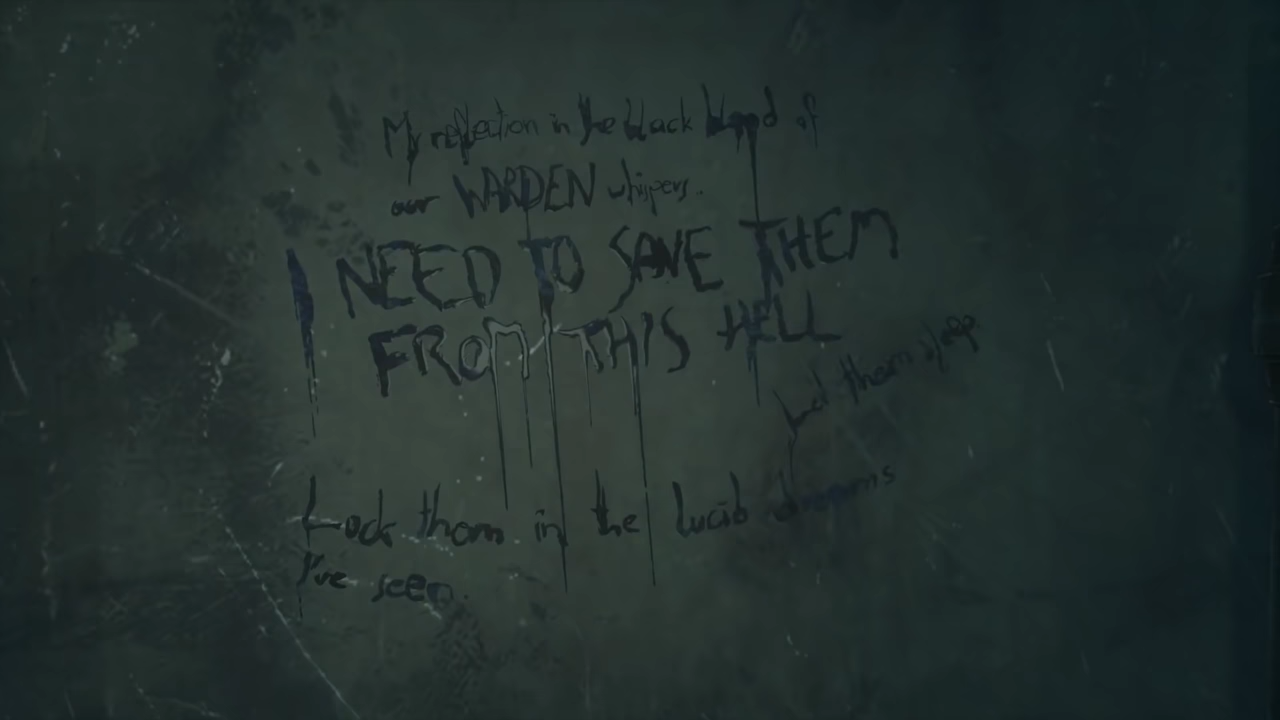 My reflection in the black blood of
our WARDEN whispers.
I NEED TO SAVE THEM
FROM THIS HELL
them sleep
Lock them in the lucid dreams
I've seen.